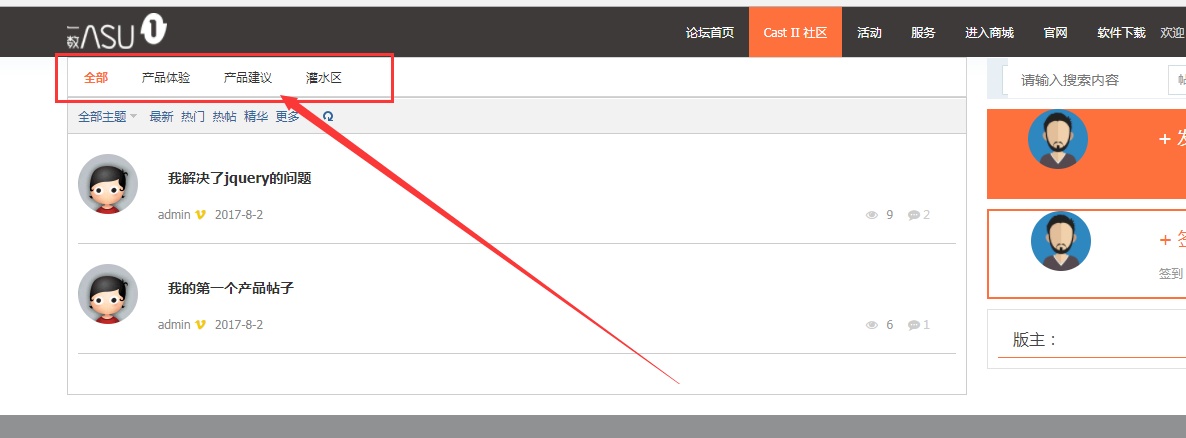 一数 ASU 1
论坛首页 Cast II 社区 活动 服务 进入商城 官网 软件下载 欢迎
全部 产品体验 产品建议 灌水区
请输入搜索内容 帖
全部主题 最新 热门 热帖 精华 更多
+ 发
我解决了jquery的问题
admin 2017-8-2 9 2
+ 签
签到
我的第一个产品帖子
admin 2017-8-2 6 1
版主：